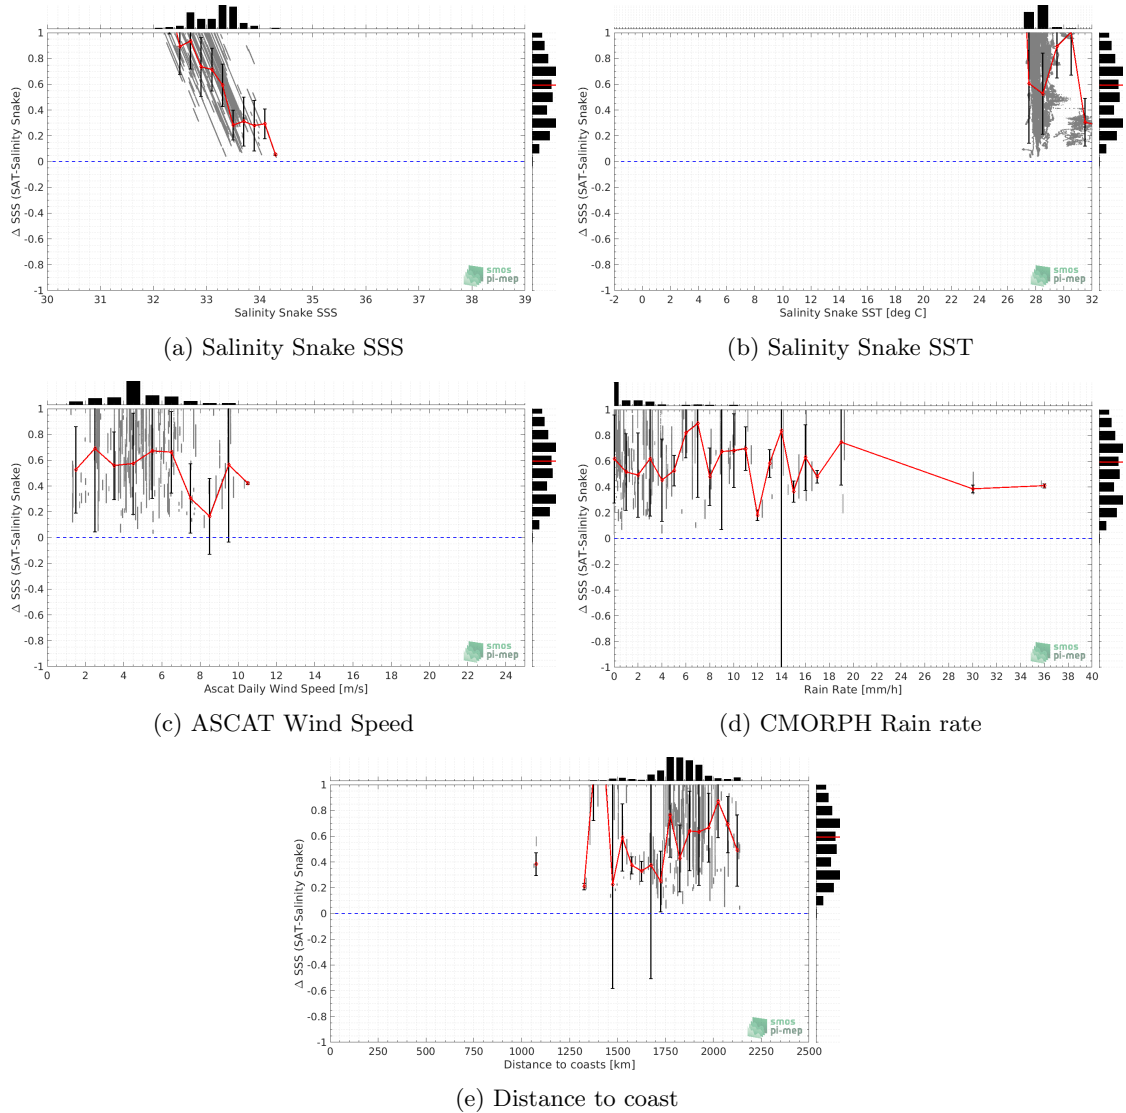 1
0.8
0.6
0.4
0.2
0
-0.2
-0.4
-0.6
-0.8
-1
Δ SSS (SAT-Salinity Snake)
30 31 32 33 34 35 36 37 38 39
Salinity Snake SSS
smos
pi-mep
(a) Salinity Snake SSS
1
0.8
0.6
0.4
0.2
0
-0.2
-0.4
-0.6
-0.8
-1
Δ SSS (SAT-Salinity Snake)
-2 0 2 4 6 8 10 12 14 16 18 20 22 24 26 28 30 32
Salinity Snake SST [deg C]
smos
pi-mep
(b) Salinity Snake SST
1
0.8
0.6
0.4
0.2
0
-0.2
-0.4
-0.6
-0.8
-1
Δ SSS (SAT-Salinity Snake)
0 2 4 6 8 10 12 14 16 18 20 22 24
Ascat Daily Wind Speed [m/s]
smos
pi-mep
(c) ASCAT Wind Speed
1
0.8
0.6
0.4
0.2
0
-0.2
-0.4
-0.6
-0.8
-1
Δ SSS (SAT-Salinity Snake)
0 2 4 6 8 10 12 14 16 18 20 22 24 26 28 30 32 34 36 38 40
Rain Rate [mm/h]
smos
pi-mep
(d) CMORPH Rain rate
1
0.8
0.6
0.4
0.2
0
-0.2
-0.4
-0.6
-0.8
-1
Δ SSS (SAT-Salinity Snake)
0 250 500 750 1000 1250 1500 1750 2000 2250 2500
Distance to coasts [km]
smos
pi-mep
(e) Distance to coast